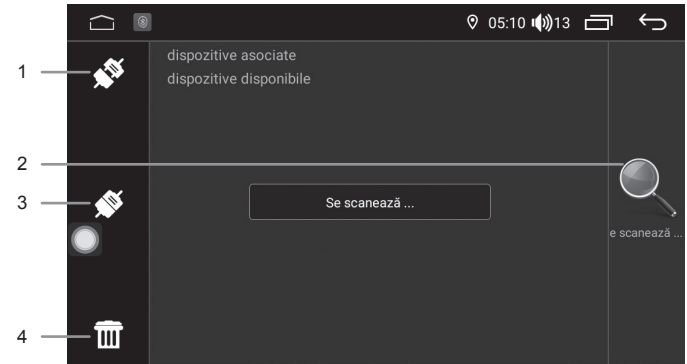 05:10 13
1
dispozitive asociate
dispozitive disponibile
2
3
Se scanează ...
e scanează ...
4